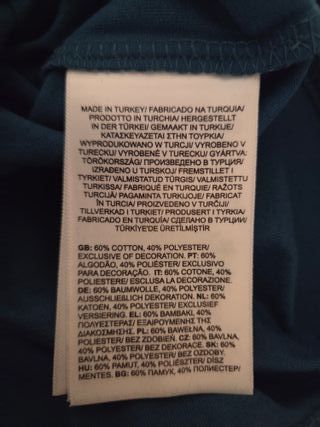 MADE IN TURKEY/ FABRICADO NA TURQUIA/
PRODOTTO IN TURCHIA/ HERGESTELLT
IN DER TÜRKEI/ GEMAAKT IN TURKIJE/
ΚΑΤΑΣΚΕΥΑΖΕΤΑΙ ΣΤΗΝ ΤΟΥΡΚΙΑ/
WYPRODUKOWANO W TURCJI/ VYROBENO V
TURECKU/ VYROBENÉ V TURECKU/ GYÁRTVA:
TÖRÖKORSZÁG/ ПРОИЗВЕДЕНО В ТУРЦИЯ/
IZRAĐENO U TURSKOJ/ FREMSTILLET I
TYRKIET/ VALMISTATUD TÜRGIS/ VALMISTETTU
TURKISSA/ FABRIQUÉ EN TURQUIE/ RAŽOTS
TURCIJĀ/ PAGAMINTA TURKIJOJE/ FABRICAT
ÎN TURCIA/ PROIZVEDENO V TURČIJI/
TILLVERKAD I TURKIET/ PRODUSERT I TYRKIA/
FABRICADO EN TURQUÍA/ СДЕЛАНО В ТУРЦИИ/
TÜRKİYE'DE ÜRETİLMİŞTİR
GB: 60% COTTON, 40% POLYESTER/
EXCLUSIVE OF DECORATION. PT: 60%
ALGODÃO, 40% POLIÉSTER/ EXCLUSIVO
PARA DECORAÇÃO. IT: 60% COTONE, 40%
POLIESTERE/ ESCLUSA LA DECORAZIONE.
DE: 60% BAUMWOLLE, 40% POLYESTER/
AUSSCHLIEßLICH DEKORATION. NL: 60%
KATOEN, 40% POLYESTER/ EXCLUSIEF
VERSIERING. EL: 60% ΒΑΜΒΑΚΙ, 40%
ΠΟΛΥΕΣΤΕΡΑΣ/ ΕΞΑΙΡΟΥΜΕΝΗΣ ΤΗΣ
ΔΙΑΚΟΣΜΗΣΗΣ. PL: 60% BAWEŁNA, 40%
POLIESTER/ BEZ ZDOBIEŃ. CZ: 60% BAVLNA,
40% POLYESTER/ BEZ DEKORACE. SK: 60%
BAVLNA, 40% POLYESTER/ BEZ OZDOBY.
HU: 60% PAMUT, 40% POLIÉSZTER/ DÍSZ
MENTES. BG: 60% ПАМУК, 40% ПОЛИЕСТЕР/